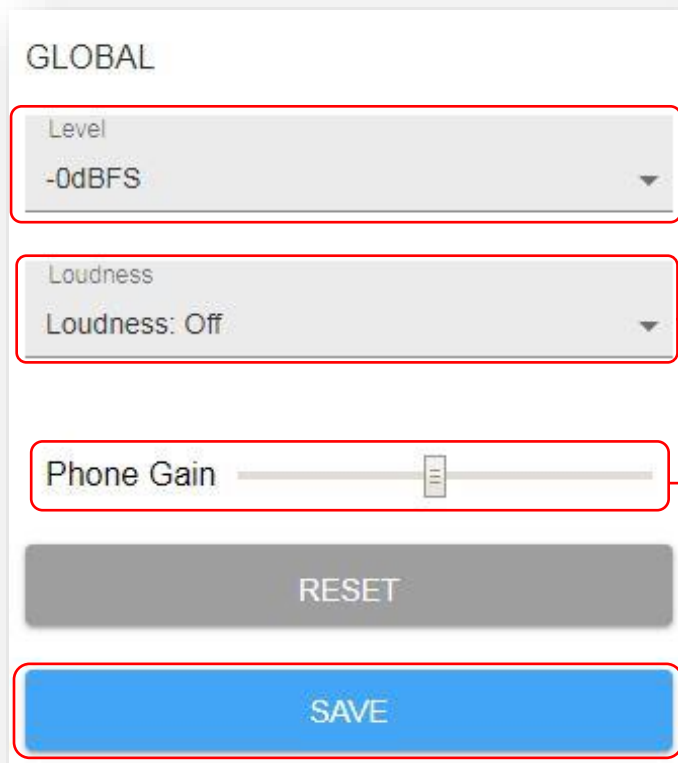 GLOBAL
Level
-0dBFS
Loudness
Loudness: Off
Phone Gain
RESET
SAVE